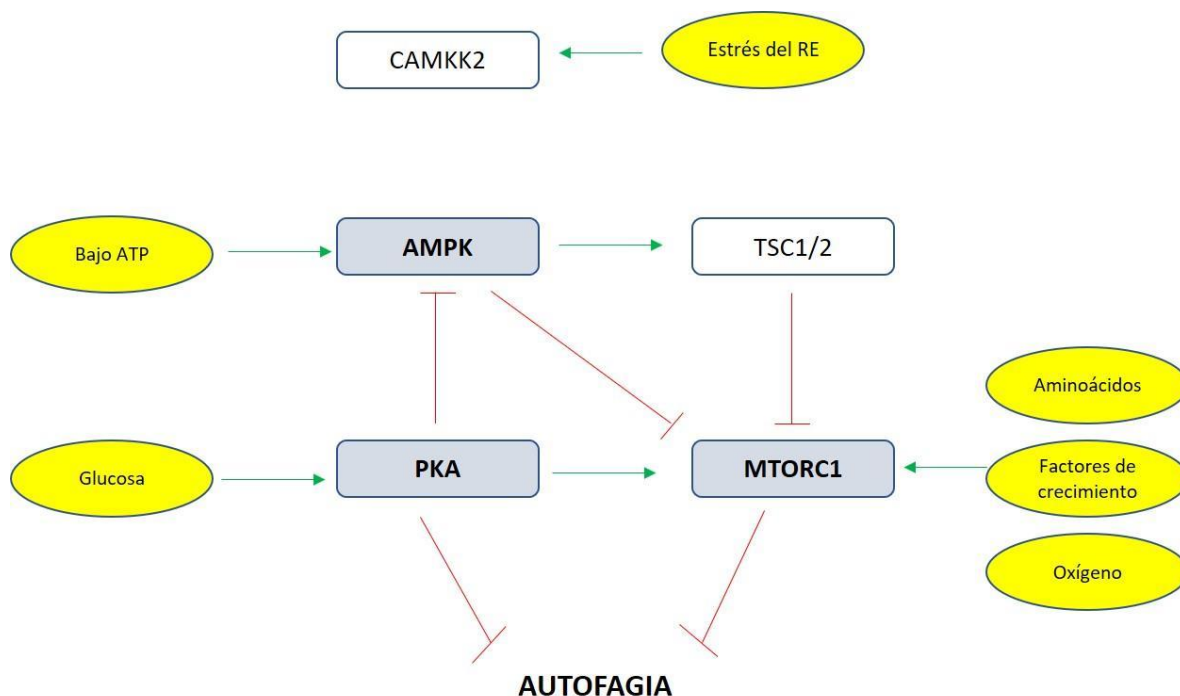 CAMKK2
Estrés del RE
Bajo ATP
AMPK
TSC1/2
Aminoácidos
Glucosa
PKA
MTORC1
Factores de
crecimiento
Oxígeno
AUTOFAGIA